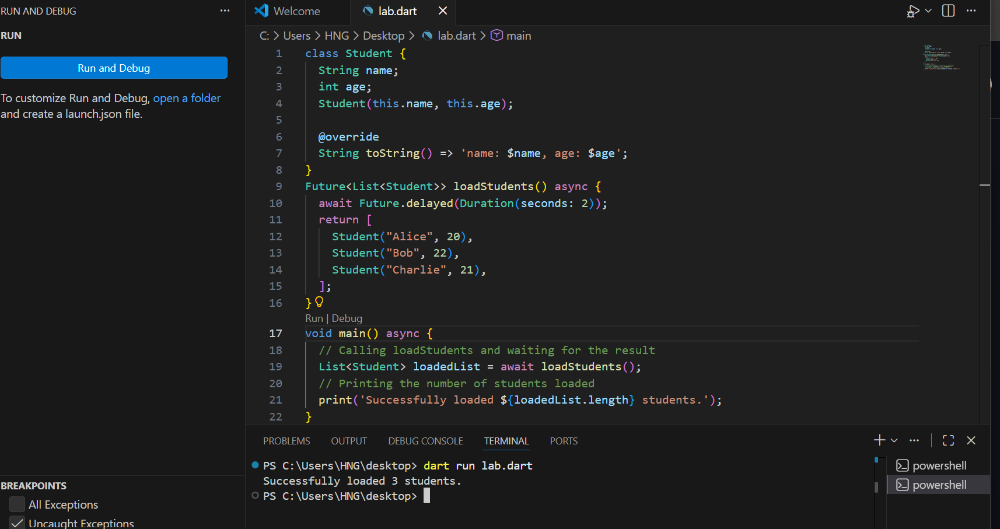 RUN AND DEBUG
RUN
Run and Debug
To customize Run and Debug, open a folder
and create a launch.json file.
BREAKPOINTS
All Exceptions
Uncaught Exceptions
Welcome
lab.dart
C: > Users > HNG > Desktop > lab.dart > main
1 class Student {
2   String name;
3   int age;
4   Student(this.name, this.age);
5
6   @override
7   String toString() => 'name: $name, age: $age';
8 }
9 Future<List<Student>> loadStudents() async {
10   await Future.delayed(Duration(seconds: 2));
11   return [
12     Student("Alice", 20),
13     Student("Bob", 22),
14     Student("Charlie", 21),
15   ];
16 }
Run | Debug
17 void main() async {
18   // Calling loadStudents and waiting for the result
19   List<Student> loadedList = await loadStudents();
20   // Printing the number of students loaded
21   print('Successfully loaded ${loadedList.length} students.');
22 }
PROBLEMS OUTPUT DEBUG CONSOLE TERMINAL PORTS
PS C:\Users\HNG\desktop> dart run lab.dart
Successfully loaded 3 students.
PS C:\Users\HNG\desktop>
powershell
powershell